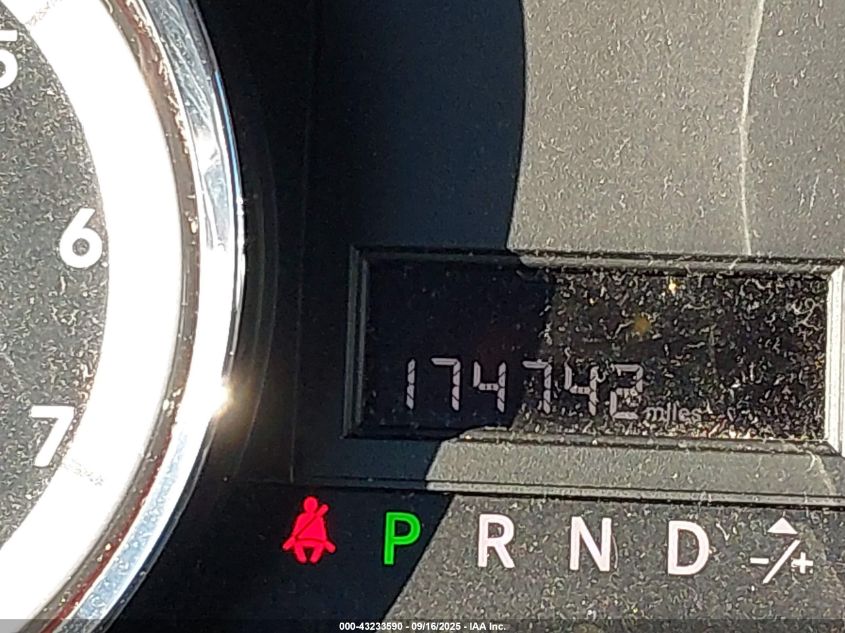 5
6
7
174742 miles
P R N D -/+
000-43233590 - 09/16/2025 - IAA Inc.